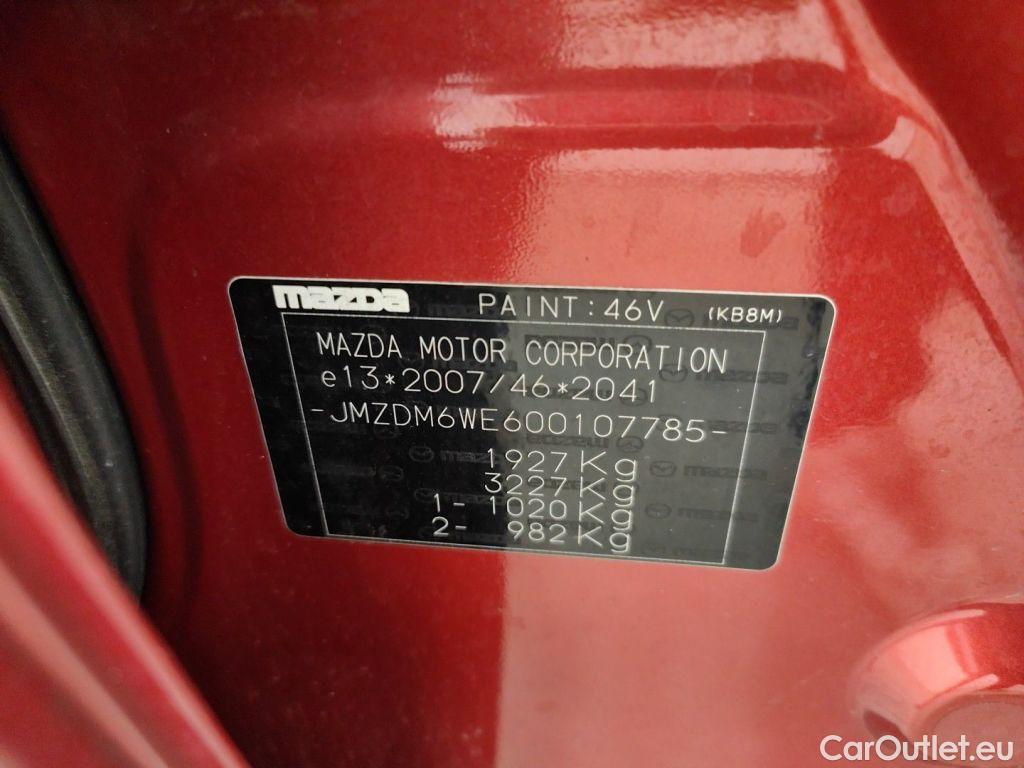 mazda PAINT:46V (KB8M)
MAZDA MOTOR CORPORATION
e13*2007/46*2041
-JMZDM6WE600107785-
1927Kg
3227Kg
1- 1020Kg
2- 982Kg
CarOutlet.eu